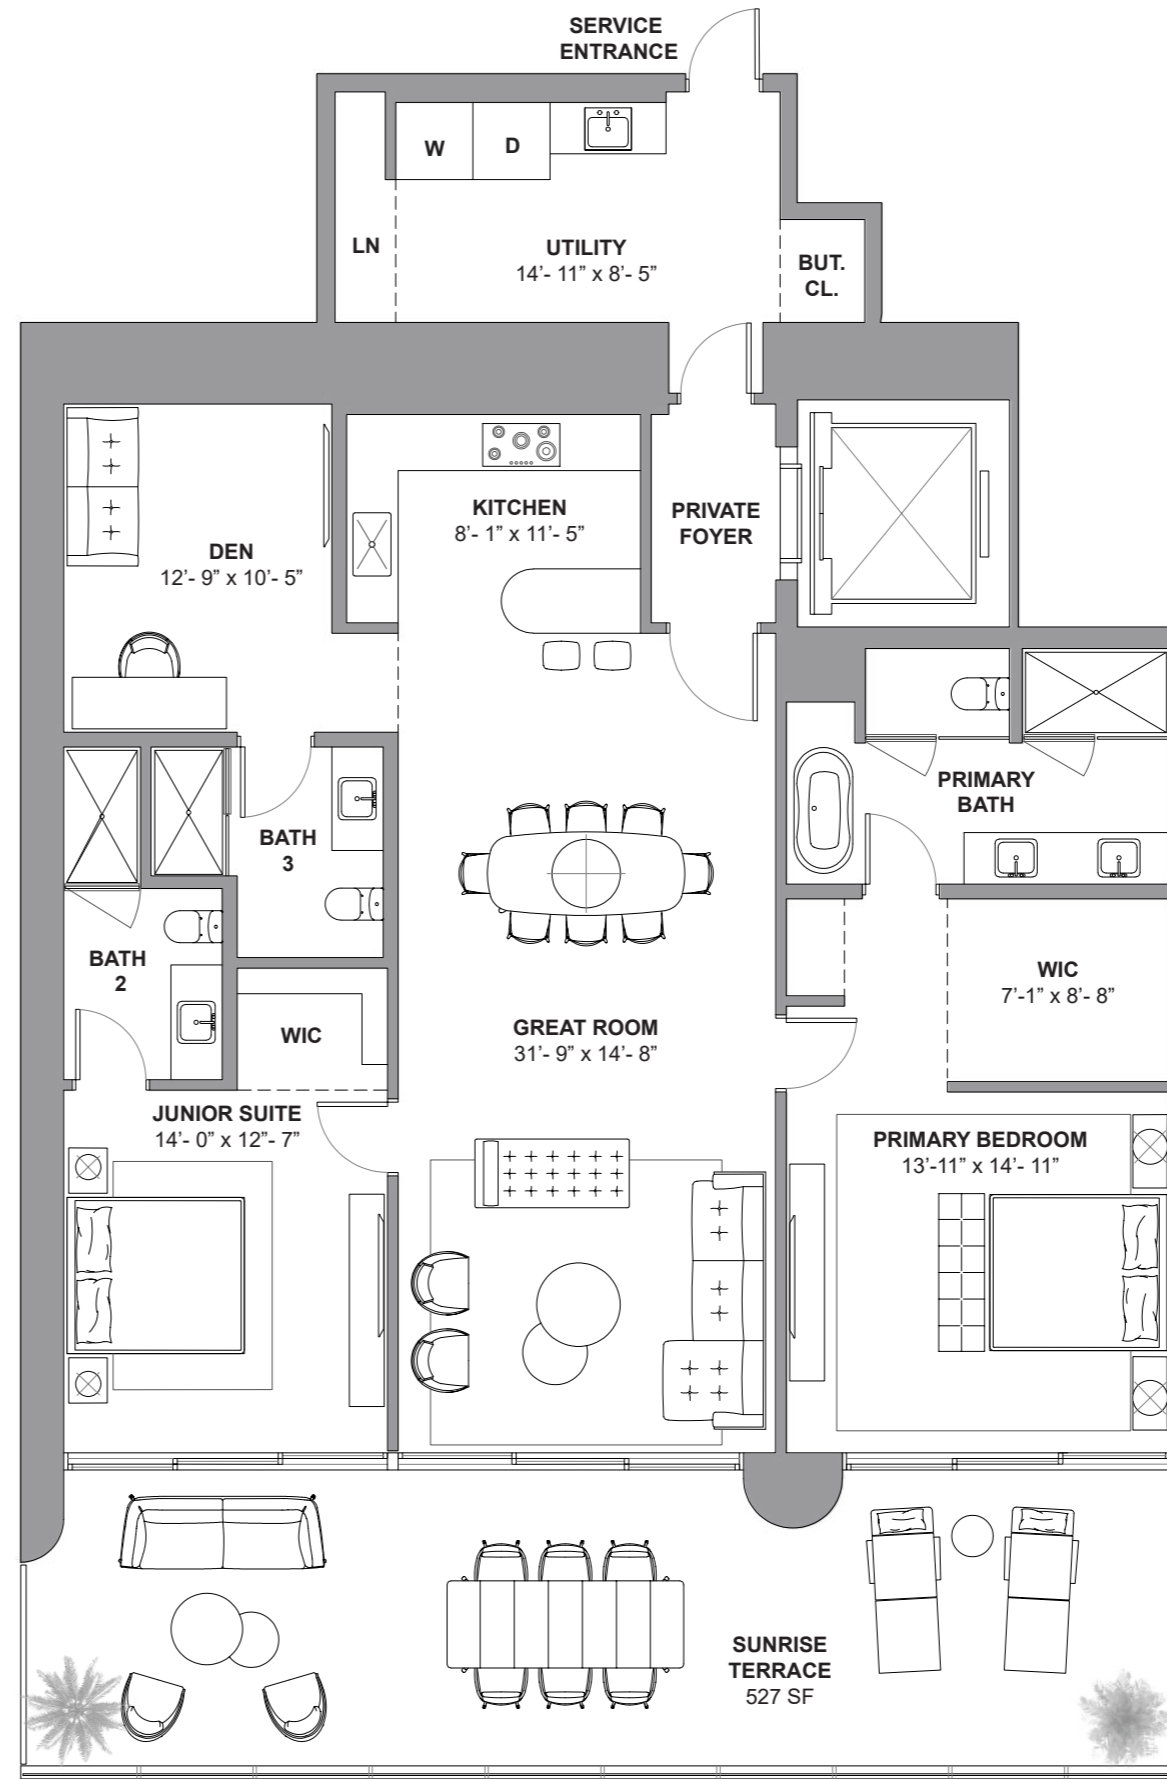 SERVICE
ENTRANCE
W
D
LN
UTILITY
14’- 11” x 8’- 5”
BUT.
CL.
KITCHEN
8’- 1” x 11’- 5”
PRIVATE
FOYER
DEN
12’- 9” x 10’- 5”
PRIMARY
BATH
BATH
3
BATH
2
WIC
7’-1” x 8’- 8”
WIC
GREAT ROOM
31’- 9” x 14’- 8”
JUNIOR SUITE
14’- 0” x 12”- 7”
PRIMARY BEDROOM
13’-11” x 14’- 11”
SUNRISE
TERRACE
527 SF